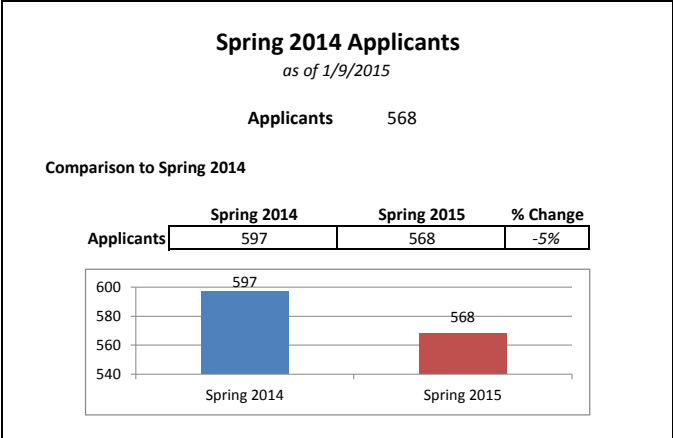 Spring 2014 Applicants
as of 1/9/2015
Applicants 568
Comparison to Spring 2014
Spring 2014 Spring 2015 % Change
Applicants 597 568 -5%
597
600
580
568
560
540
Spring 2014 Spring 2015